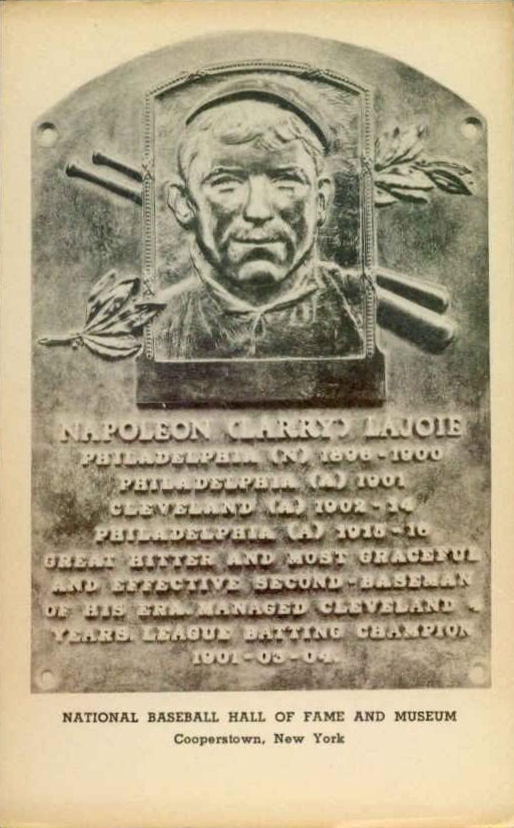 NAPOLEON (LARRY) LAJOIE
PHILADELPHIA (N) 1896-1900
PHILADELPHIA (A) 1901
CLEVELAND (A) 1902-14
PHILADELPHIA (A) 1915-16
GREAT HITTER AND MOST GRACEFUL
AND EFFECTIVE SECOND-BASEMAN
OF HIS ERA. MANAGED CLEVELAND 4
YEARS. LEAGUE BATTING CHAMPION
1901-03-04.
NATIONAL BASEBALL HALL OF FAME AND MUSEUM
Cooperstown, New York